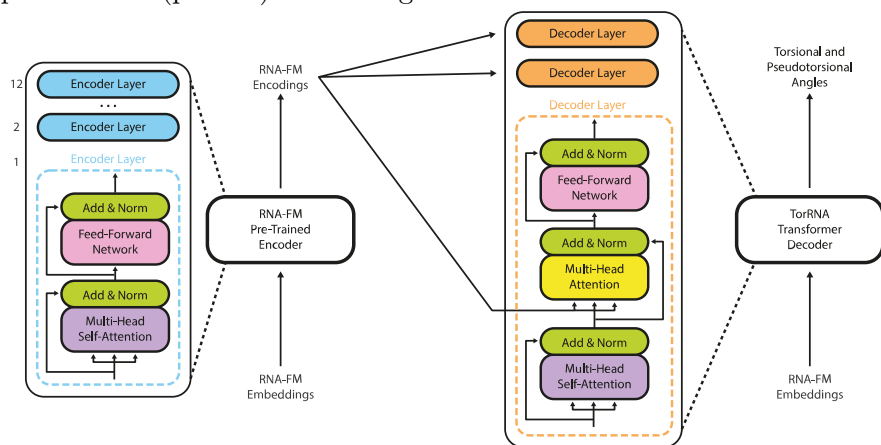 12
Encoder Layer
...
2
Encoder Layer
1
Encoder Layer
Add & Norm
Feed-Forward
Network
Add & Norm
Multi-Head
Self-Attention
RNA-FM
Encodings
RNA-FM
Pre-Trained
Encoder
RNA-FM
Embeddings
Decoder Layer
Decoder Layer
Decoder Layer
Add & Norm
Feed-Forward
Network
Add & Norm
Multi-Head
Attention
Add & Norm
Multi-Head
Self-Attention
Torsional and
Pseudotorsional
Angles
TorRNA
Transformer
Decoder
RNA-FM
Embeddings